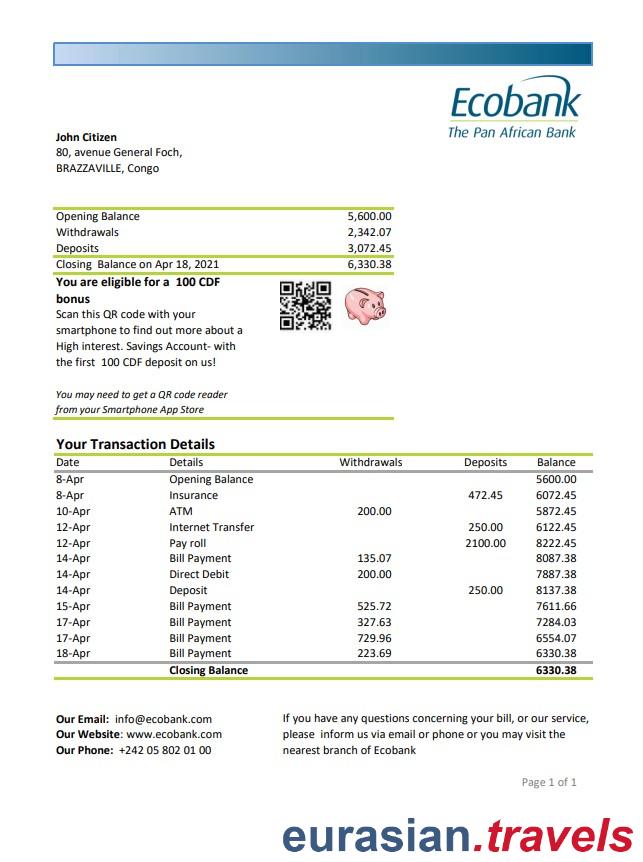 Ecobank
The Pan African Bank
John Citizen
80, avenue General Foch,
BRAZZAVILLE, Congo
Opening Balance 5,600.00
Withdrawals 2,342.07
Deposits 3,072.45
Closing  Balance on Apr 18, 2021 6,330.38
You are eligible for a  100 CDF
bonus
Scan this QR code with your
smartphone to find out more about a
High interest. Savings Account- with
the first  100 CDF deposit on us!
You may need to get a QR code reader
from your Smartphone App Store
Your Transaction Details
Date Details Withdrawals Deposits Balance
8-Apr Opening Balance 5600.00
8-Apr Insurance 472.45 6072.45
10-Apr ATM 200.00 5872.45
12-Apr Internet Transfer 250.00 6122.45
12-Apr Pay roll 2100.00 8222.45
14-Apr Bill Payment 135.07 8087.38
14-Apr Direct Debit 200.00 7887.38
14-Apr Deposit 250.00 8137.38
15-Apr Bill Payment 525.72 7611.66
17-Apr Bill Payment 327.63 7284.03
17-Apr Bill Payment 729.96 6554.07
18-Apr Bill Payment 223.69 6330.38
Closing Balance 6330.38
Our Email:  info@ecobank.com
Our Website: www.ecobank.com
Our Phone:  +242 05 802 01 00
If you have any questions concerning your bill, or our service,
please  inform us via email or phone or you may visit the
nearest branch of Ecobank
Page 1 of 1
eurasian.travels